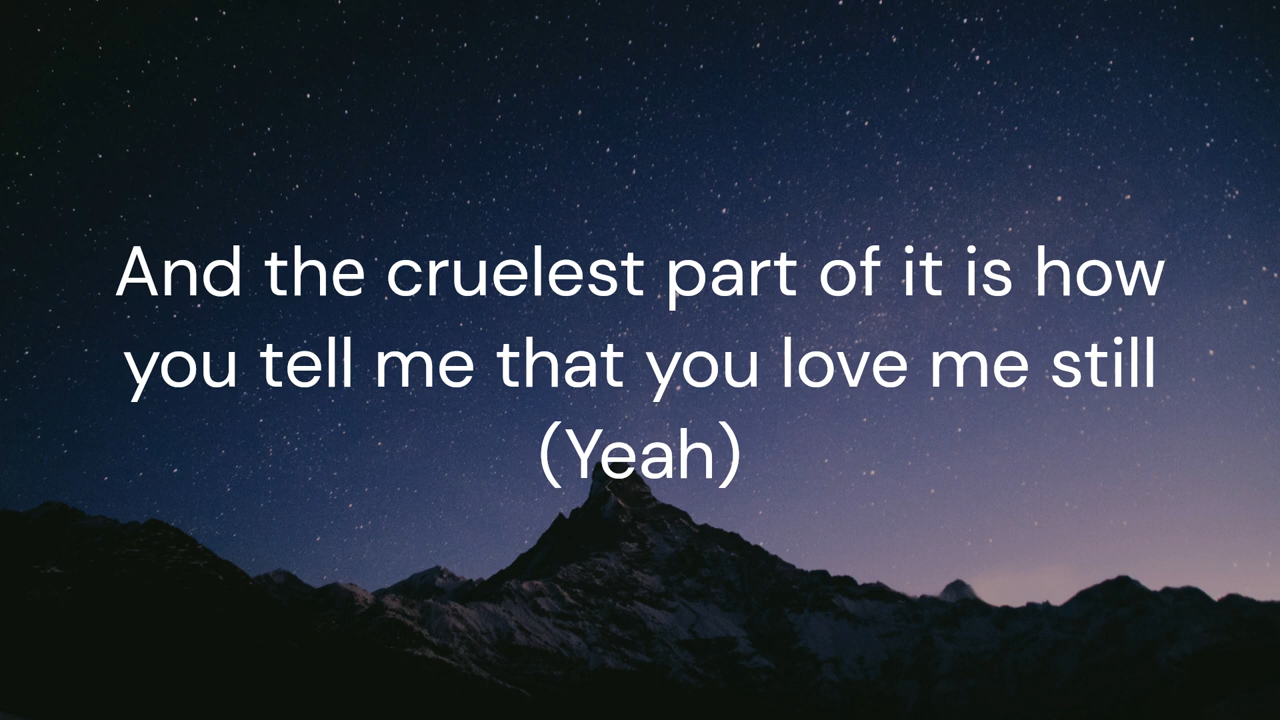 And the cruelest part of it is how
you tell me that you love me still
(Yeah)